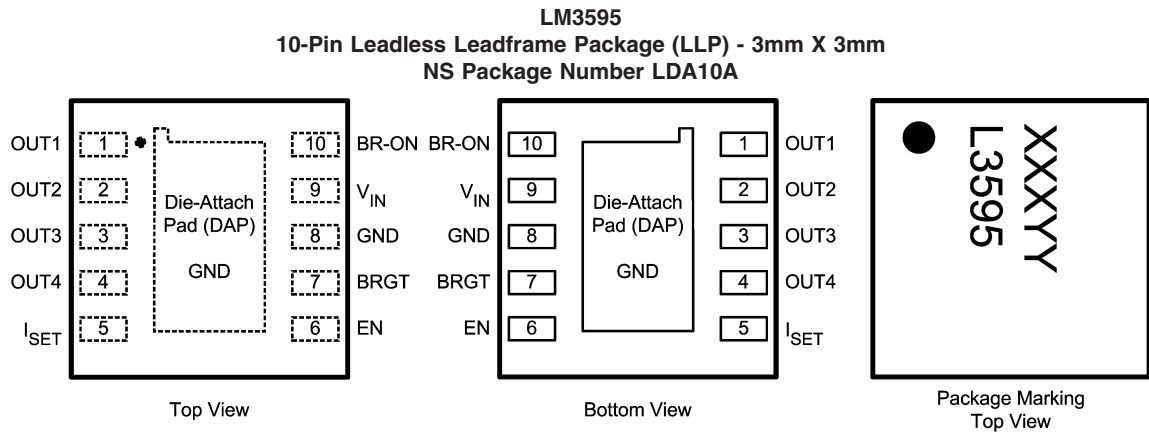 LM3595
10-Pin Leadless Leadframe Package (LLP) - 3mm X 3mm
NS Package Number LDA10A
OUT1 1 10 BR-ON
OUT2 2 9 VIN
OUT3 3 8 GND
OUT4 4 7 BRGT
ISET 5 6 EN
Die-Attach
Pad (DAP)
GND
Top View
BR-ON 10 1 OUT1
VIN 9 2 OUT2
GND 8 3 OUT3
BRGT 7 4 OUT4
EN 6 5 ISET
Die-Attach
Pad (DAP)
GND
Bottom View
XXXYY
L3595
Package Marking
Top View